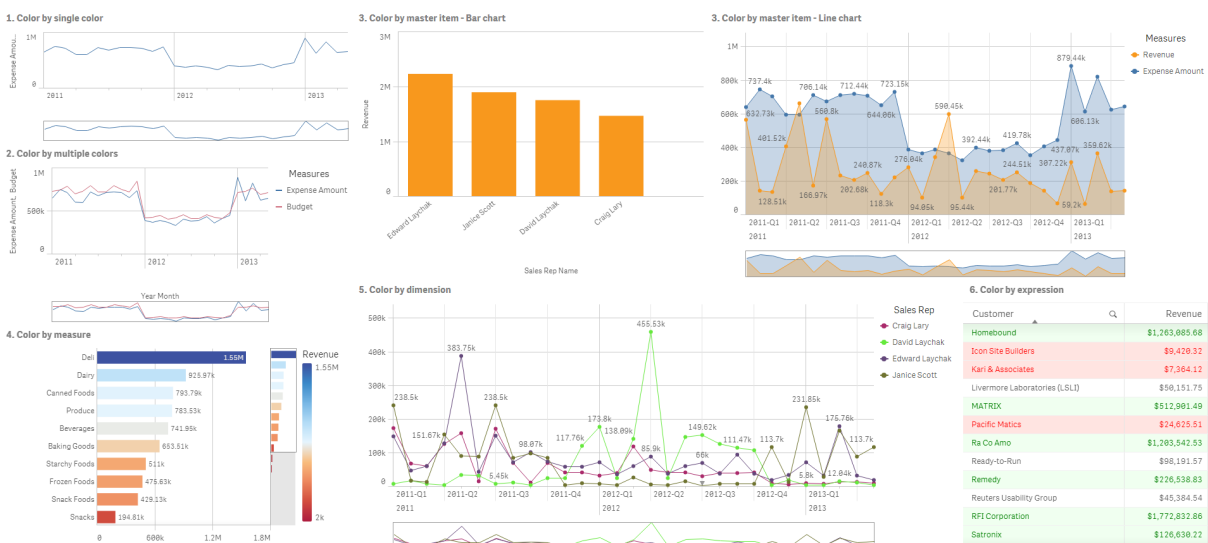 1. Color by single color
Expense Amou...
1M
0
2011
2012
2013
2. Color by multiple colors
Expense Amount, Budget
1M
500k
0
2011
2012
2013
Year Month
Measures
Expense Amount
Budget
4. Color by measure
Deli
1.55M
Dairy
925.97k
Canned Foods
793.79k
Produce
783.53k
Beverages
741.95k
Baking Goods
653.51k
Starchy Foods
511k
Frozen Foods
475.63k
Snack Foods
429.13k
Snacks
194.81k
0
600k
1.2M
1.8M
Revenue
1.55M
2k
3. Color by master item - Bar chart
Revenue
3M
2M
1M
0
Edward Laychak
Janice Scott
David Laychak
Craig Lary
Sales Rep Name
3. Color by master item - Line chart
1M
800k
600k
400k
200k
0
737.4k
632.73k
401.52k
128.51k
706.14k
560.8k
166.97k
712.44k
202.68k
240.87k
644.06k
723.15k
118.3k
276.04k
94.05k
590.45k
95.44k
392.44k
201.77k
419.78k
244.51k
307.22k
437.07k
59.2k
879.44k
606.13k
359.62k
2011-Q1
2011-Q2
2011-Q3
2011-Q4
2012-Q1
2012-Q2
2012-Q3
2012-Q4
2013-Q1
2011
2012
2013
Measures
Revenue
Expense Amount
5. Color by dimension
500k
400k
300k
200k
100k
0
238.5k
151.67k
383.75k
238.5k
5.45k
98.07k
117.76k
173.8k
138.09k
455.53k
85.9k
149.62k
66k
111.47k
113.7k
231.85k
5.8k
175.76k
12.04k
113.7k
2011-Q1
2011-Q2
2011-Q3
2011-Q4
2012-Q1
2012-Q2
2012-Q3
2012-Q4
2013-Q1
2011
2012
2013
Sales Rep
Craig Lary
David Laychak
Edward Laychak
Janice Scott
6. Color by expression
Customer Revenue
Homebound $1,263,085.68
Icon Site Builders $9,420.32
Kari & Associates $7,364.12
Livermore Laboratories (LSLI) $50,151.75
MATRIX $512,901.49
Pacific Matics $24,625.51
Ra Co Amo $1,203,542.53
Ready-to-Run $98,191.57
Remedy $226,538.83
Reuters Usability Group $45,384.54
RFI Corporation $1,772,832.86
Satronix $126,630.22